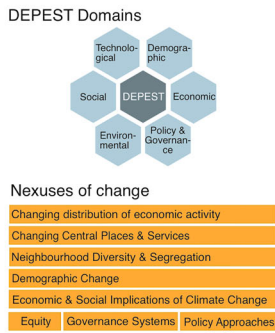 DEPEST Domains
Technolo-
gical
Demogra-
phic
Social
DEPEST
Economic
Environ-
mental
Policy &
Governan-
ce
Nexuses of change
Changing distribution of economic activity
Changing Central Places & Services
Neighbourhood Diversity & Segregation
Demographic Change
Economic & Social Implications of Climate Change
Equity
Governance Systems
Policy Approaches